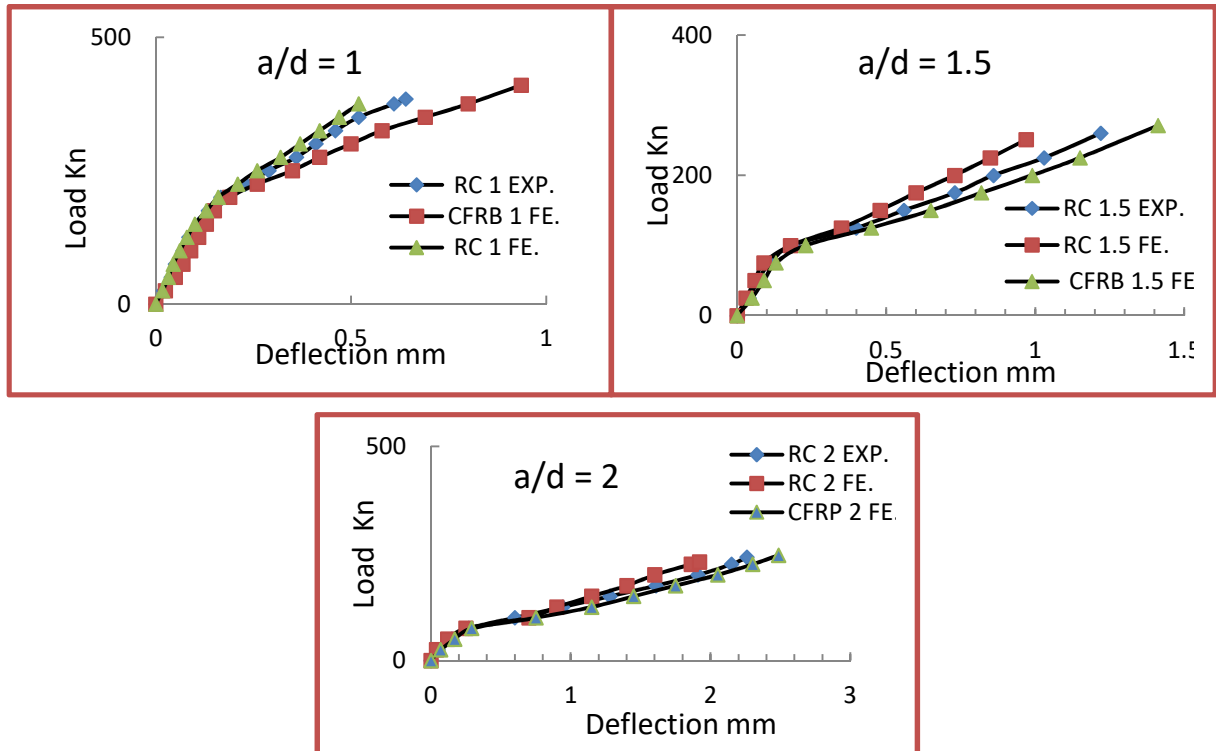 a/d = 1
500
0
Load Kn
RC 1 EXP.
CFRB 1 FE.
RC 1 FE.
0
0.5
1
Deflection mm
a/d = 1.5
400
200
0
Load Kn
RC 1.5 EXP.
RC 1.5 FE.
CFRB 1.5 FE
0
0.5
1
1.5
Deflection mm
a/d = 2
500
0
Load Kn
RC 2 EXP.
RC 2 FE.
CFRP 2 FE.
0
1
2
3
Deflection mm